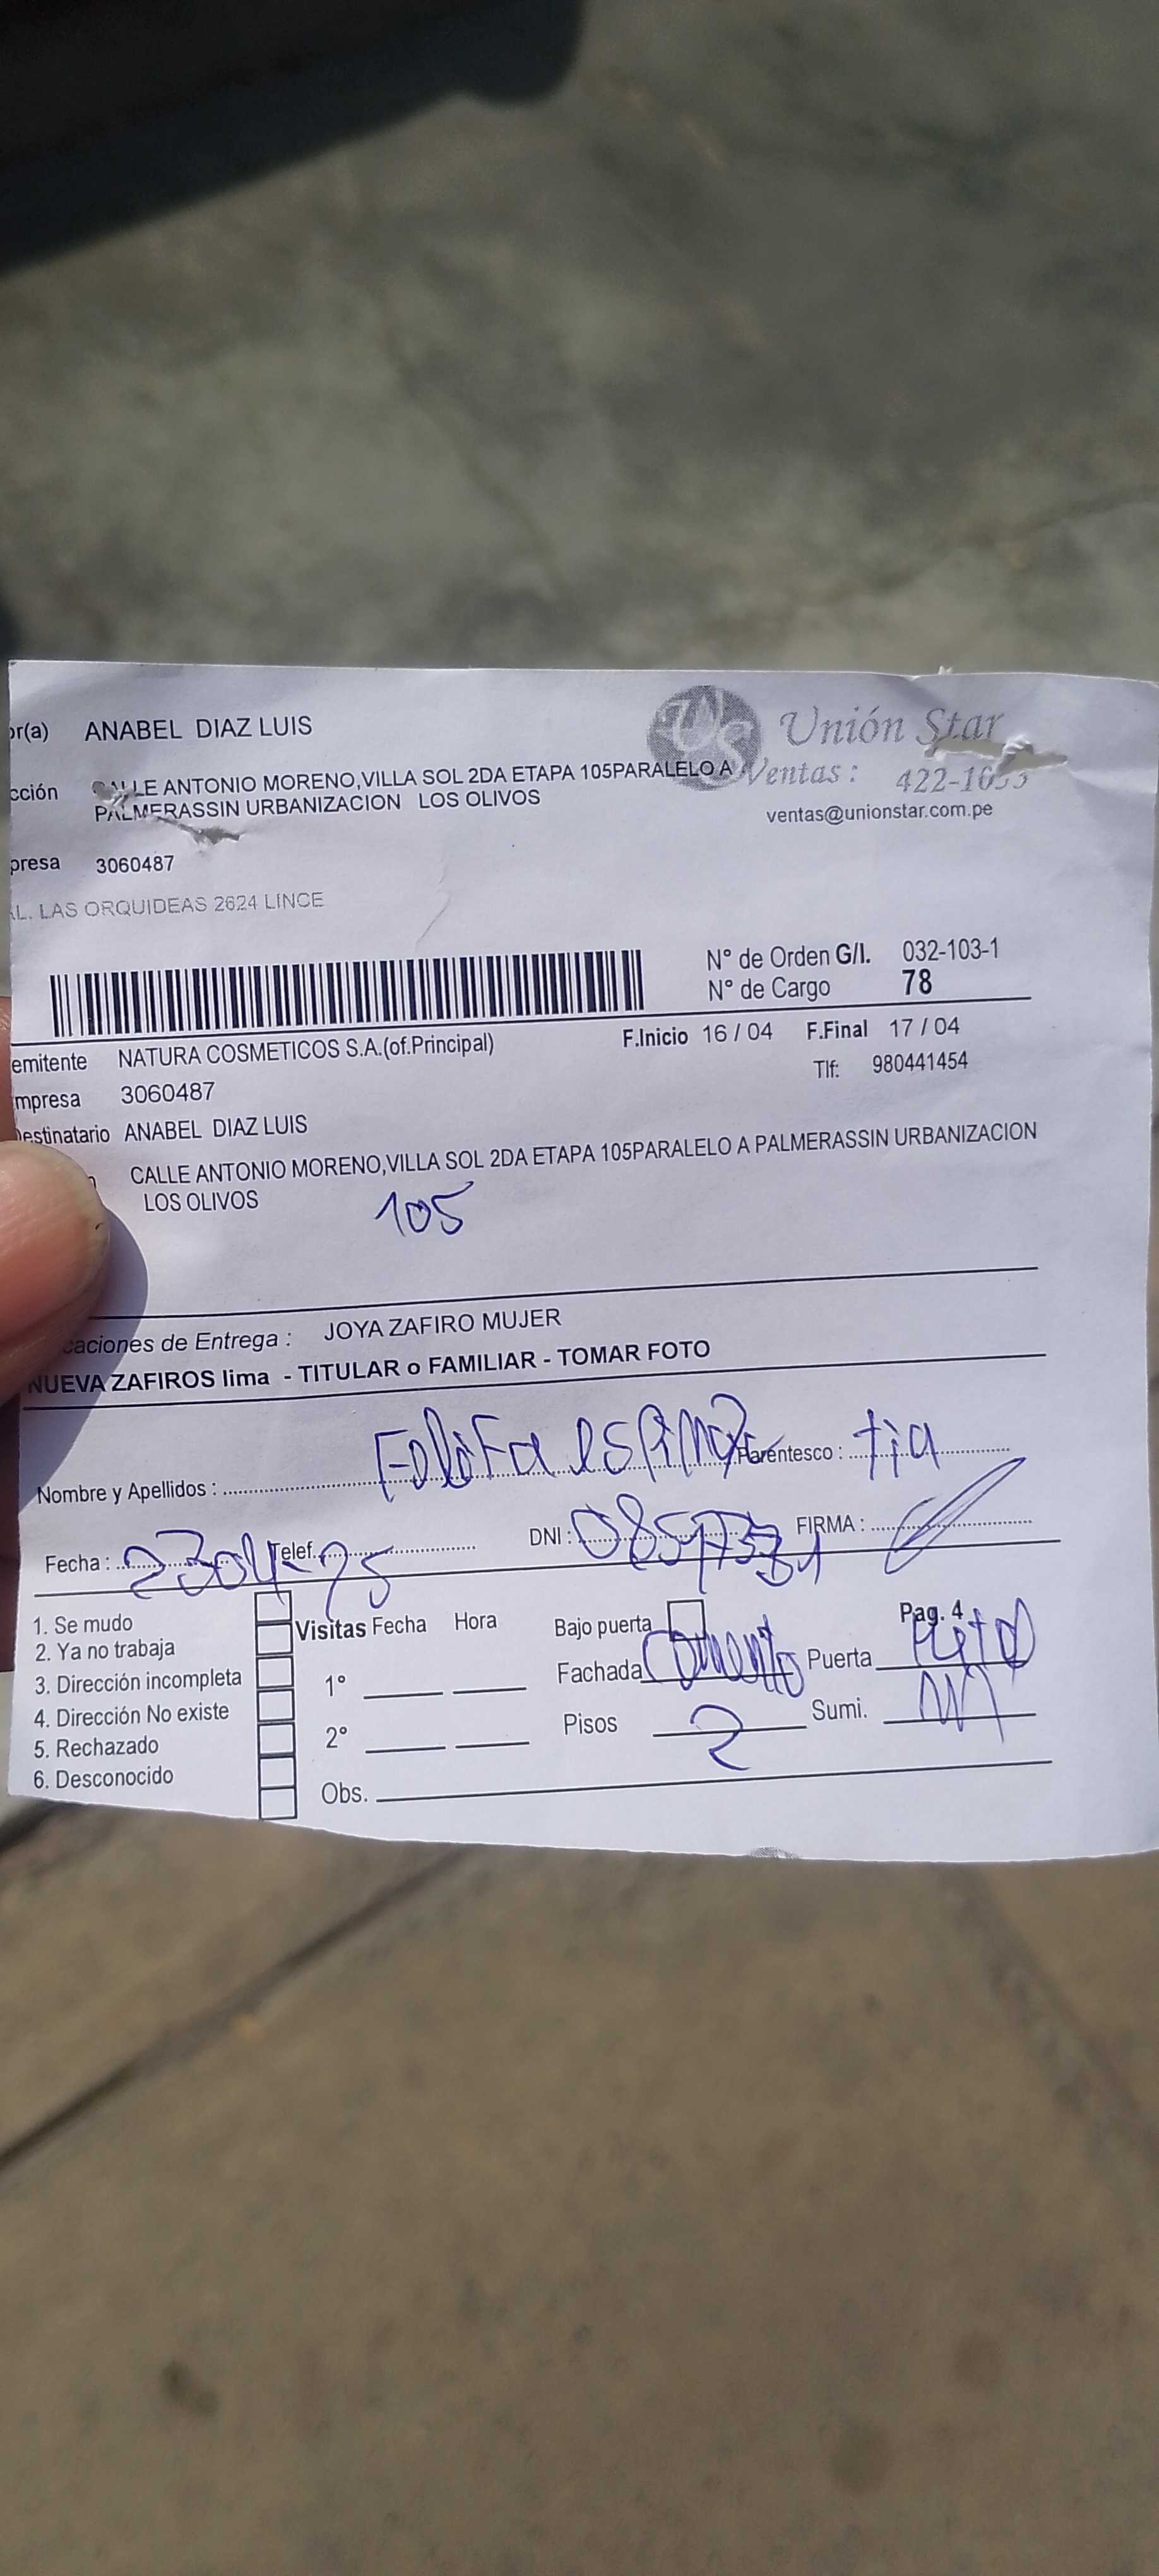 or(a) ANABEL DIAZ LUIS
Unión Star
cción CALLE ANTONIO MORENO,VILLA SOL 2DA ETAPA 105PARALELO A
PALMERASSIN URBANIZACION LOS OLIVOS
Ventas : 422-10
ventas@unionstar.com.pe
presa 3060487
AL. LAS ORQUIDEAS 2624 LINCE
N° de Orden G/I. 032-103-1
N° de Cargo 78
emitente NATURA COSMETICOS S.A.(of.Principal)
F.Inicio 16 / 04 F.Final 17 / 04
mpresa 3060487
Tlf: 980441454
estinatario ANABEL DIAZ LUIS
CALLE ANTONIO MORENO,VILLA SOL 2DA ETAPA 105PARALELO A PALMERASSIN URBANIZACION
LOS OLIVOS
105
caciones de Entrega : JOYA ZAFIRO MUJER
NUEVA ZAFIROS lima - TITULAR o FAMILIAR - TOMAR FOTO
Nombre y Apellidos : Parentesco : tia
Fecha : Telef. DNI : FIRMA :
1. Se mudo
2. Ya no trabaja
3. Dirección incompleta
4. Dirección No existe
5. Rechazado
6. Desconocido
Visitas Fecha Hora
1°
2°
Obs.
Bajo puerta Pag. 4
Fachada Puerta
Pisos 2 Sumi.